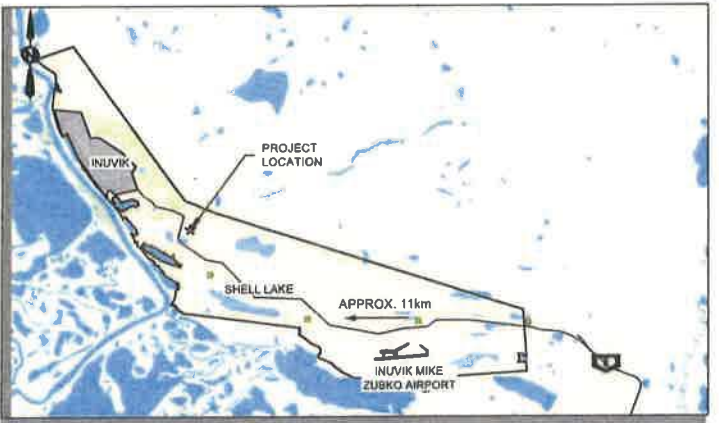 INUVIK
PROJECT
LOCATION
SHELL LAKE
APPROX. 11km
INUVIK MIKE
ZUBKO AIRPORT